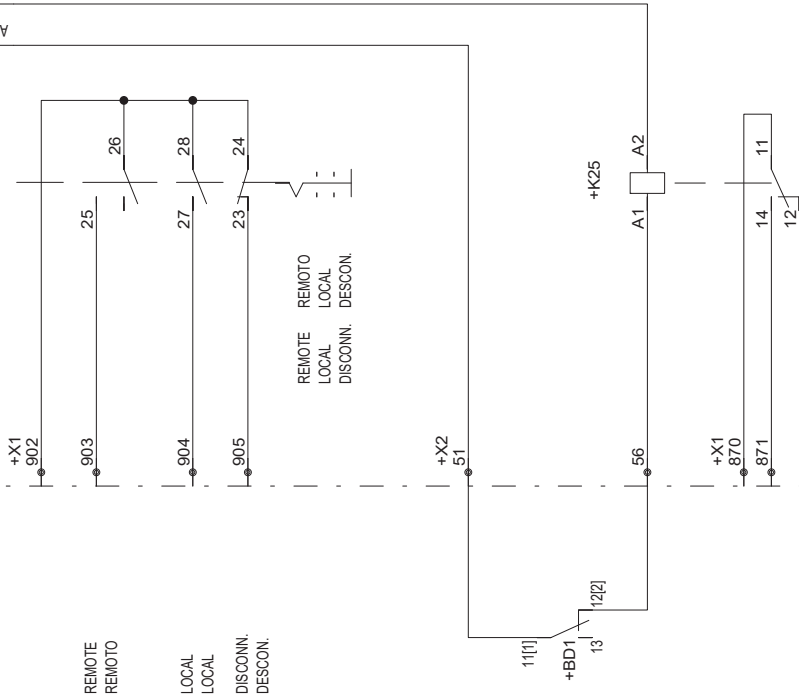 A
26
25
28
27
24
23
REMOTE REMOTO
LOCAL LOCAL
DISCONN. DESCON.
+X1
902
903
904
905
REMOTE
REMOTO
LOCAL
LOCAL
DISCONN.
DESCON.
+X2
51
56
+K25
A1
A2
+X1
870
871
14
11
12
11[1]
+BD1
12[2]
13